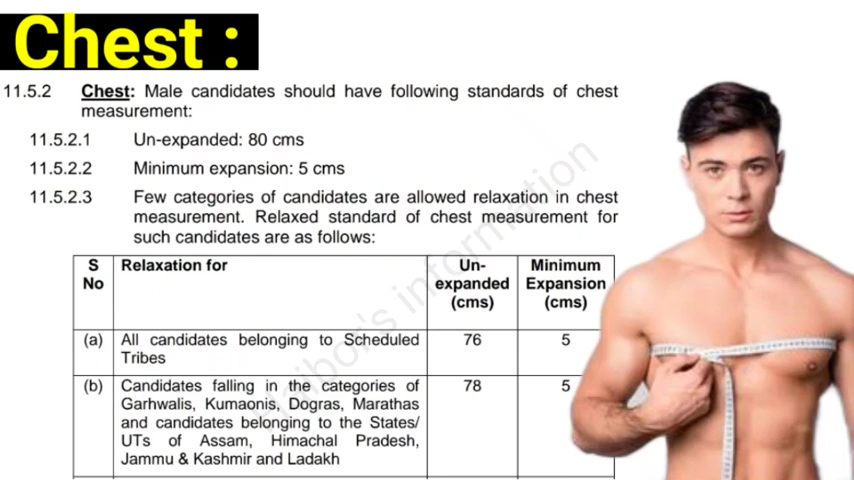 Chest :
11.5.2 Chest: Male candidates should have following standards of chest
measurement:
11.5.2.1 Un-expanded: 80 cms
11.5.2.2 Minimum expansion: 5 cms
11.5.2.3 Few categories of candidates are allowed relaxation in chest
measurement. Relaxed standard of chest measurement for
such candidates are as follows:
S No Relaxation for Un-expanded (cms) Minimum Expansion (cms)
(a) All candidates belonging to Scheduled 76 5
Tribes
(b) Candidates falling in the categories of 78 5
Garhwalis, Kumaonis, Dogras, Marathas
and candidates belonging to the States/
UTs of Assam, Himachal Pradesh,
Jammu & Kashmir and Ladakh